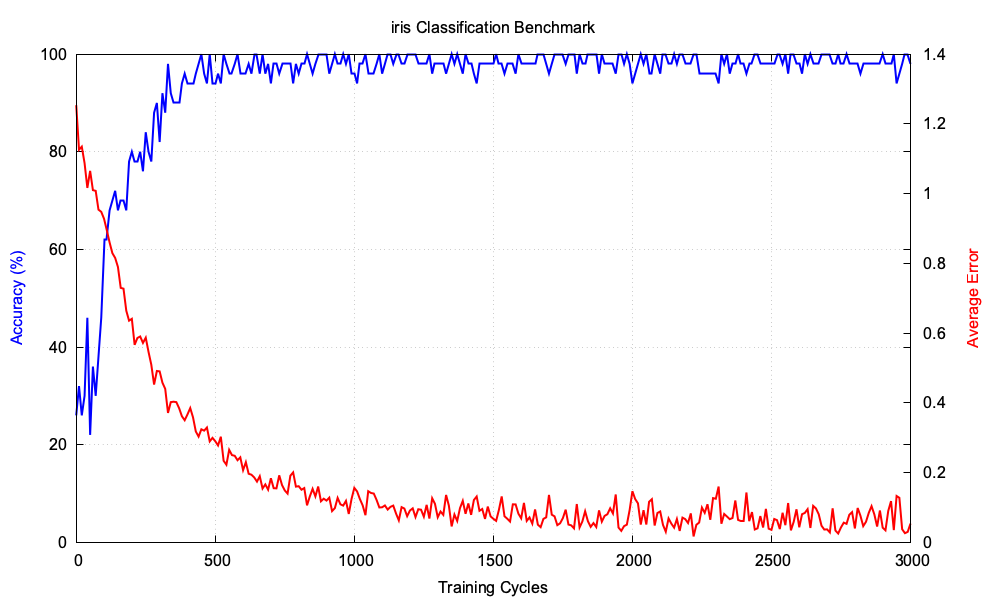 iris Classification Benchmark
100
80
60
40
20
0
Accuracy (%)
1.4
1.2
1
0.8
0.6
0.4
0.2
0
Average Error
0 500 1000 1500 2000 2500 3000
Training Cycles